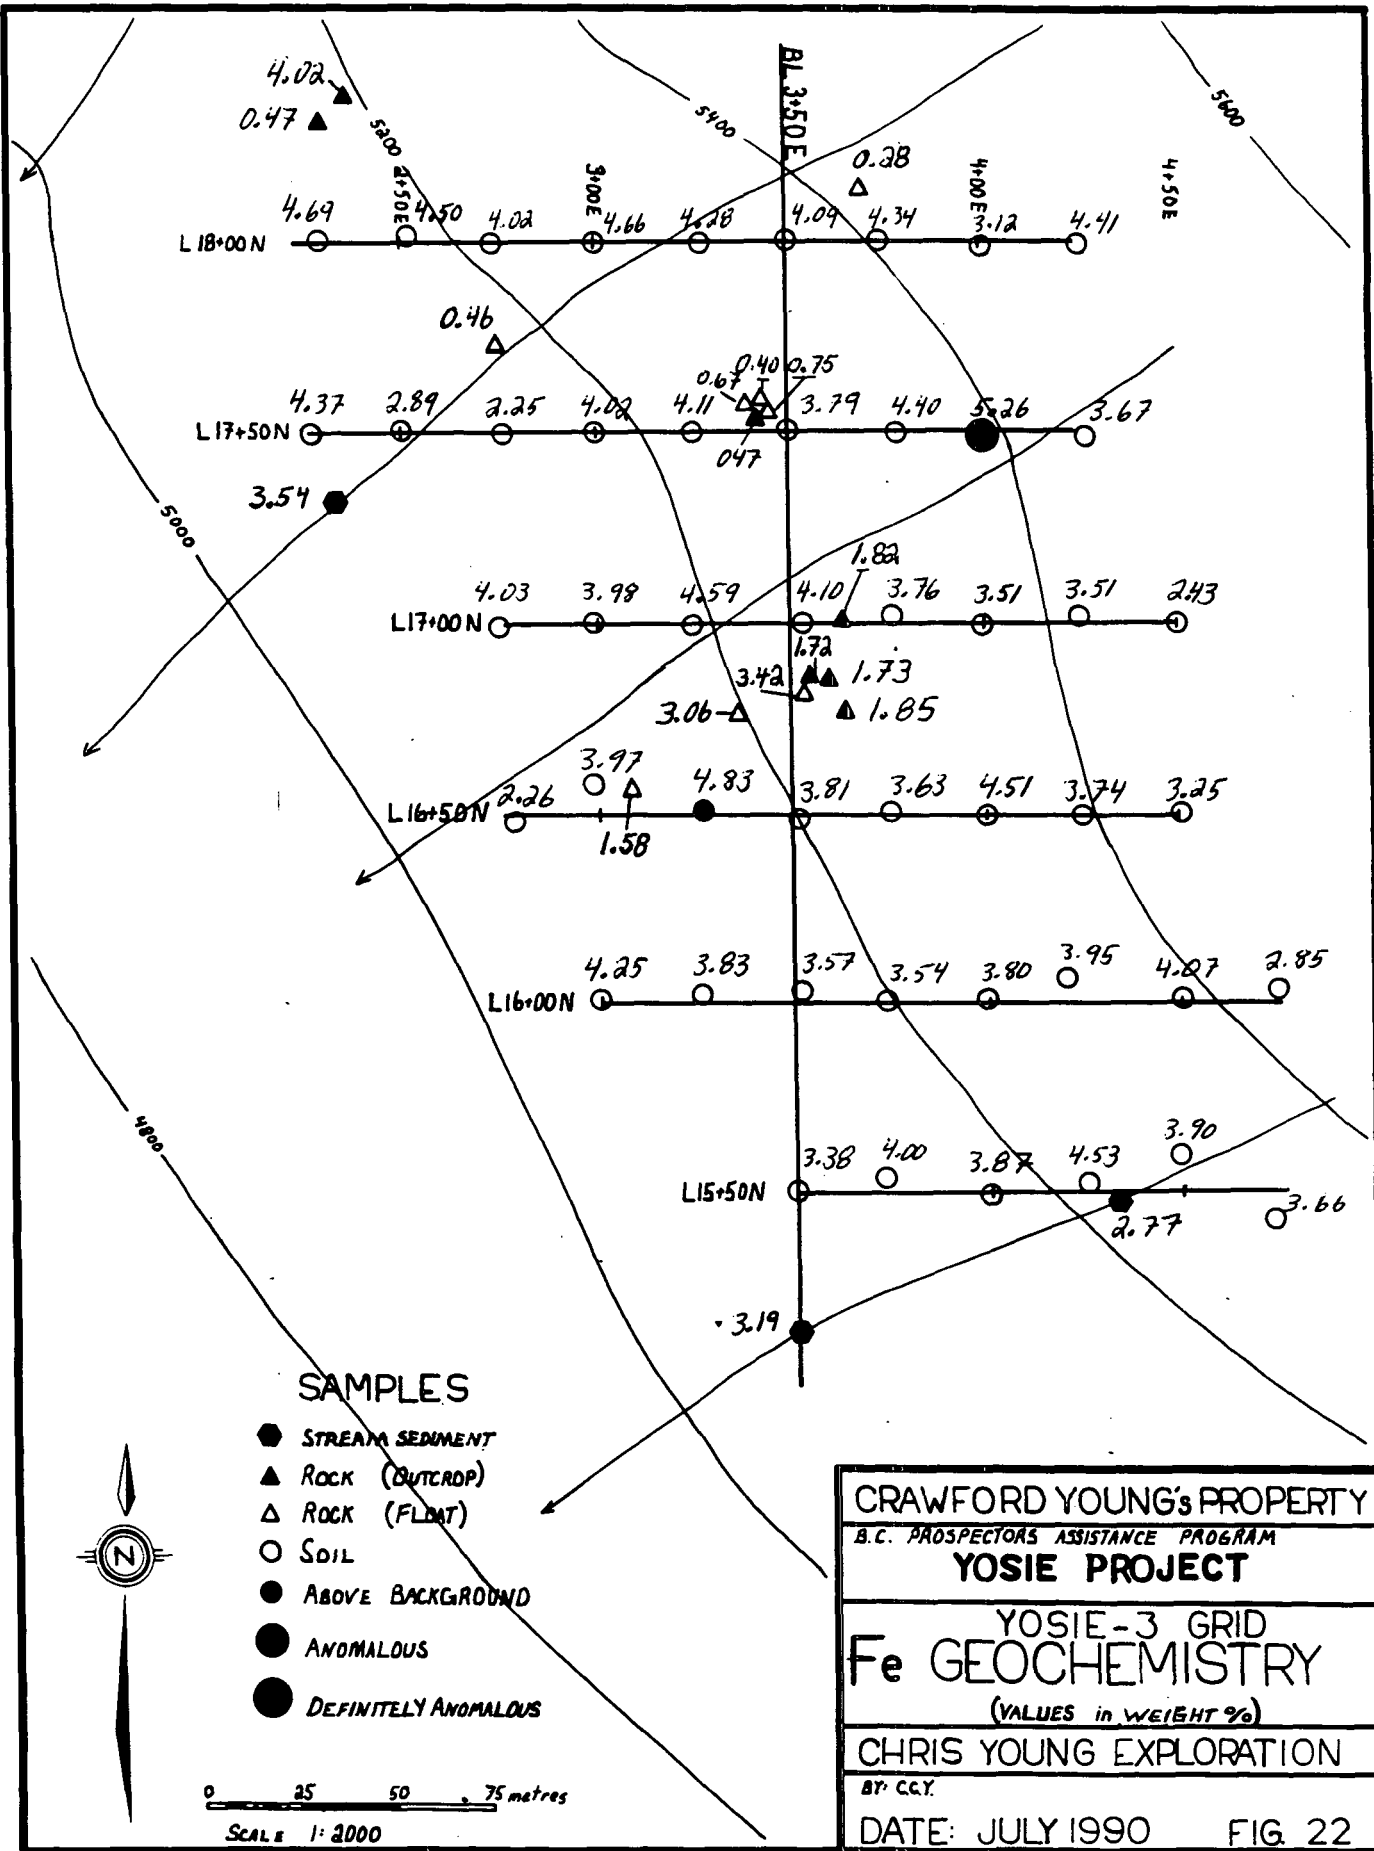 4.02
0.47
5200
5400
BL 3+50E
5600
0.28
2+50E
3+00E
4+00E
4+50E
4.69
4.50
4.02
4.66
4.28
4.09
4.34
3.12
4.41
L18+00N
0.46
0.67
0.40
0.75
4.37
2.89
2.25
4.02
4.11
3.79
4.40
5.26
3.67
L17+50N
047
3.54
5000
1.82
4.03
3.98
4.59
4.10
3.76
3.51
3.51
2.43
L17+00N
1.72
3.42
1.73
3.06
1.85
3.97
4.83
3.81
3.63
4.51
3.74
3.25
2.26
L16+50N
1.58
4.25
3.83
3.57
3.54
3.80
3.95
4.07
2.85
L16+00N
4800
3.38
4.00
3.87
4.53
3.90
L15+50N
2.77
3.66
3.19
SAMPLES
STREAM SEDIMENT
ROCK (OUTCROP)
ROCK (FLOAT)
SOIL
ABOVE BACKGROUND
ANOMALOUS
DEFINITELY ANOMALOUS
N
0 25 50 75 metres
SCALE 1:2000
CRAWFORD YOUNG's PROPERTY
B.C. PROSPECTORS ASSISTANCE PROGRAM
YOSIE PROJECT
YOSIE-3 GRID
Fe GEOCHEMISTRY
(VALUES in WEIGHT %)
CHRIS YOUNG EXPLORATION
BY: C.G.Y.
DATE: JULY 1990 FIG. 22